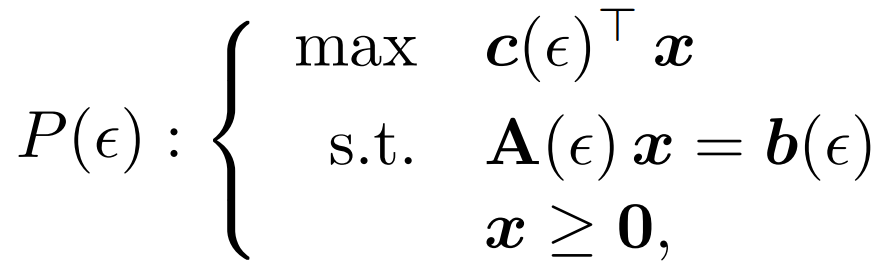 max c(ϵ)⊤ x
P(ϵ) : { s.t. A(ϵ) x = b(ϵ)
x ≥ 0,